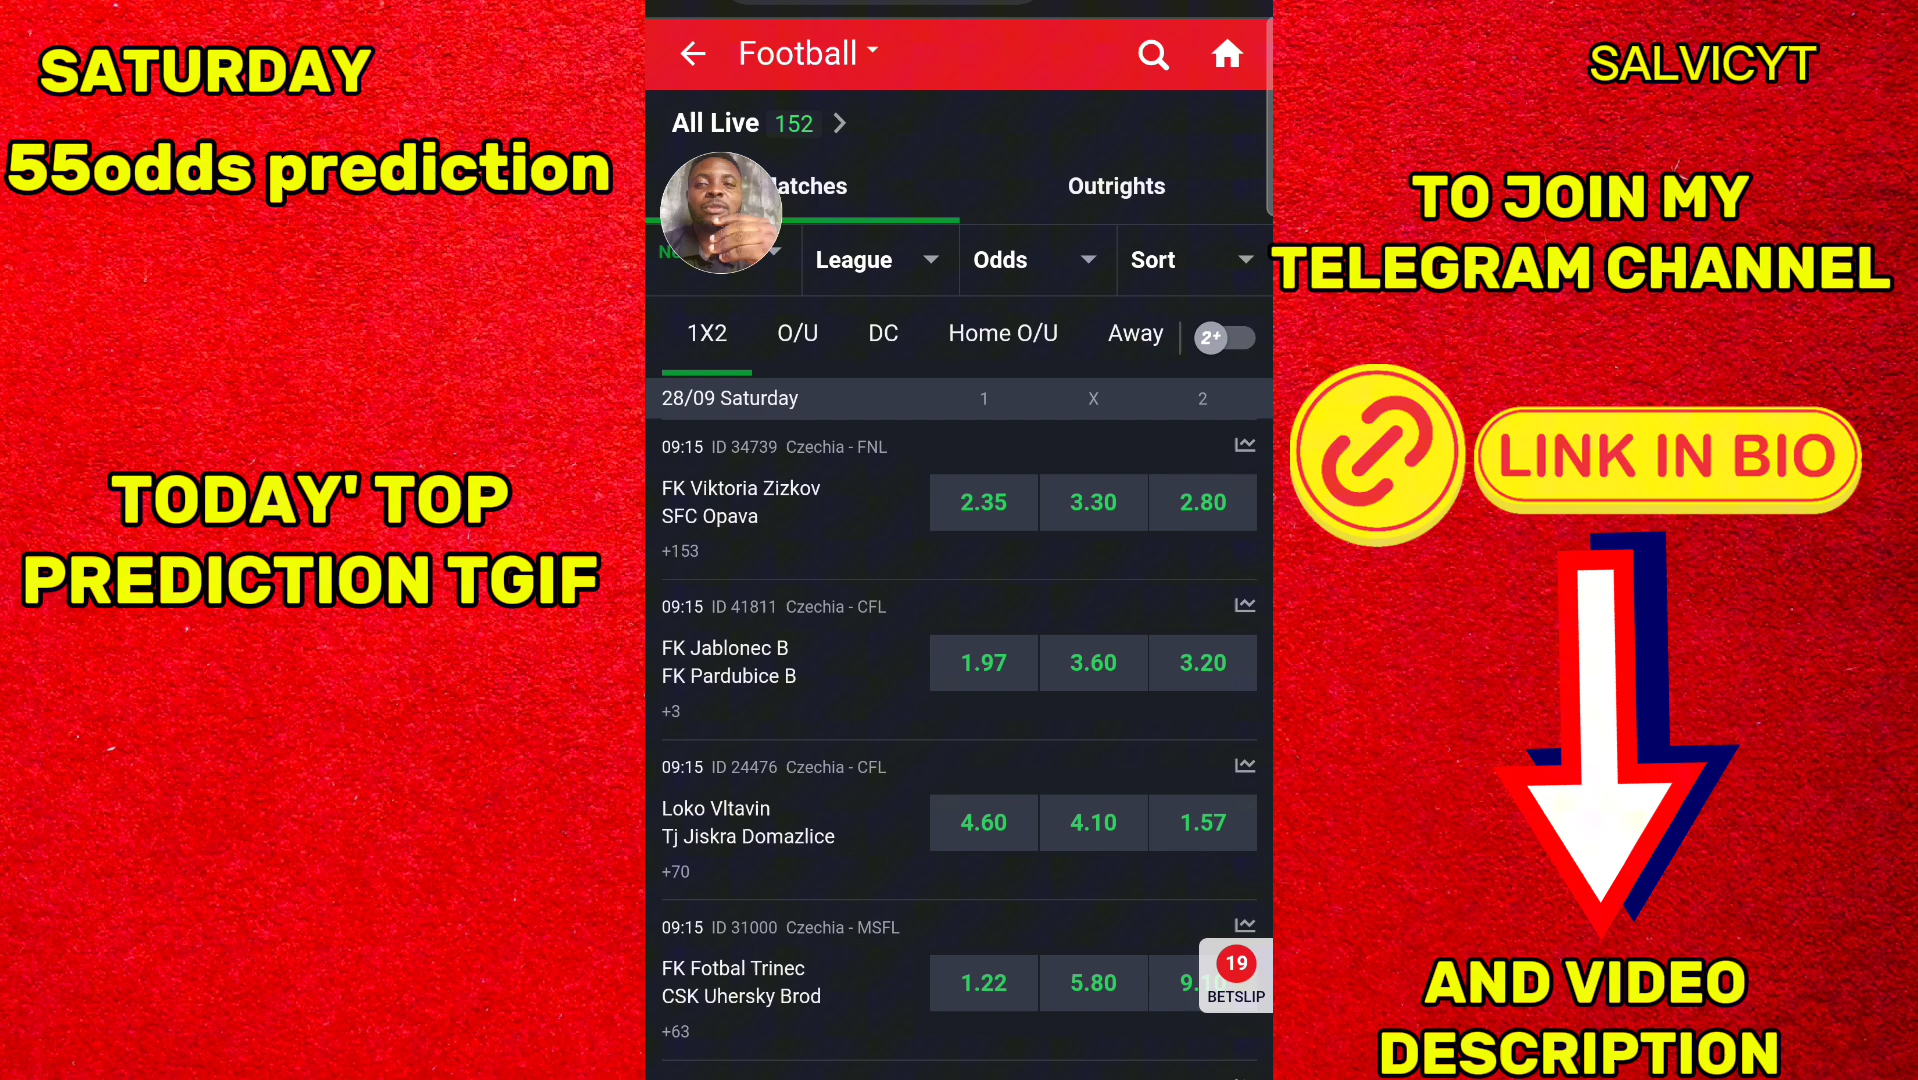 SATURDAY
55odds prediction
TODAY' TOP
PREDICTION TGIF
Football
All Live 152
Outrights
League
Odds
Sort
1X2
O/U
DC
Home O/U
Away
2+
28/09 Saturday
1
X
2
09:15 ID 34739 Czechia - FNL
FK Viktoria Zizkov
SFC Opava
2.35
3.30
2.80
+153
09:15 ID 41811 Czechia - CFL
FK Jablonec B
FK Pardubice B
1.97
3.60
3.20
+3
09:15 ID 24476 Czechia - CFL
Loko Vltavin
Tj Jiskra Domazlice
4.60
4.10
1.57
+70
09:15 ID 31000 Czechia - MSFL
FK Fotbal Trinec
CSK Uhersky Brod
1.22
5.80
19
BETSLIP
+63
SALVICYT
TO JOIN MY
TELEGRAM CHANNEL
LINK IN BIO
AND VIDEO
DESCRIPTION